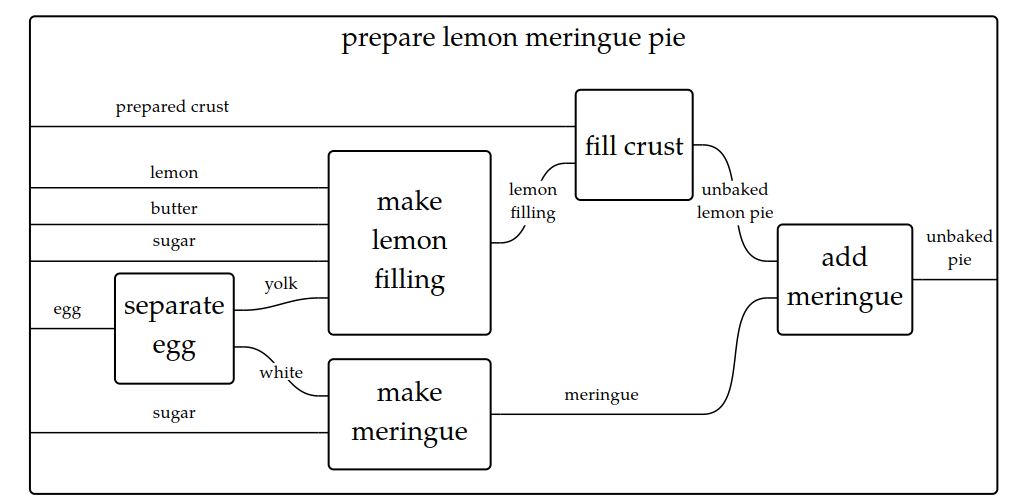 prepare lemon meringue pie
prepared crust
fill crust
lemon
butter
sugar
make
lemon
filling
lemon
filling
unbaked
lemon pie
add
meringue
unbaked
pie
egg
separate
egg
yolk
white
sugar
make
meringue
meringue